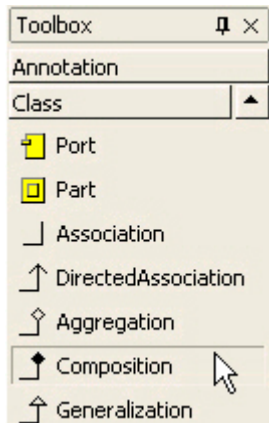 Toolbox
Annotation
Class
Port
Part
Association
DirectedAssociation
Aggregation
Composition
Generalization